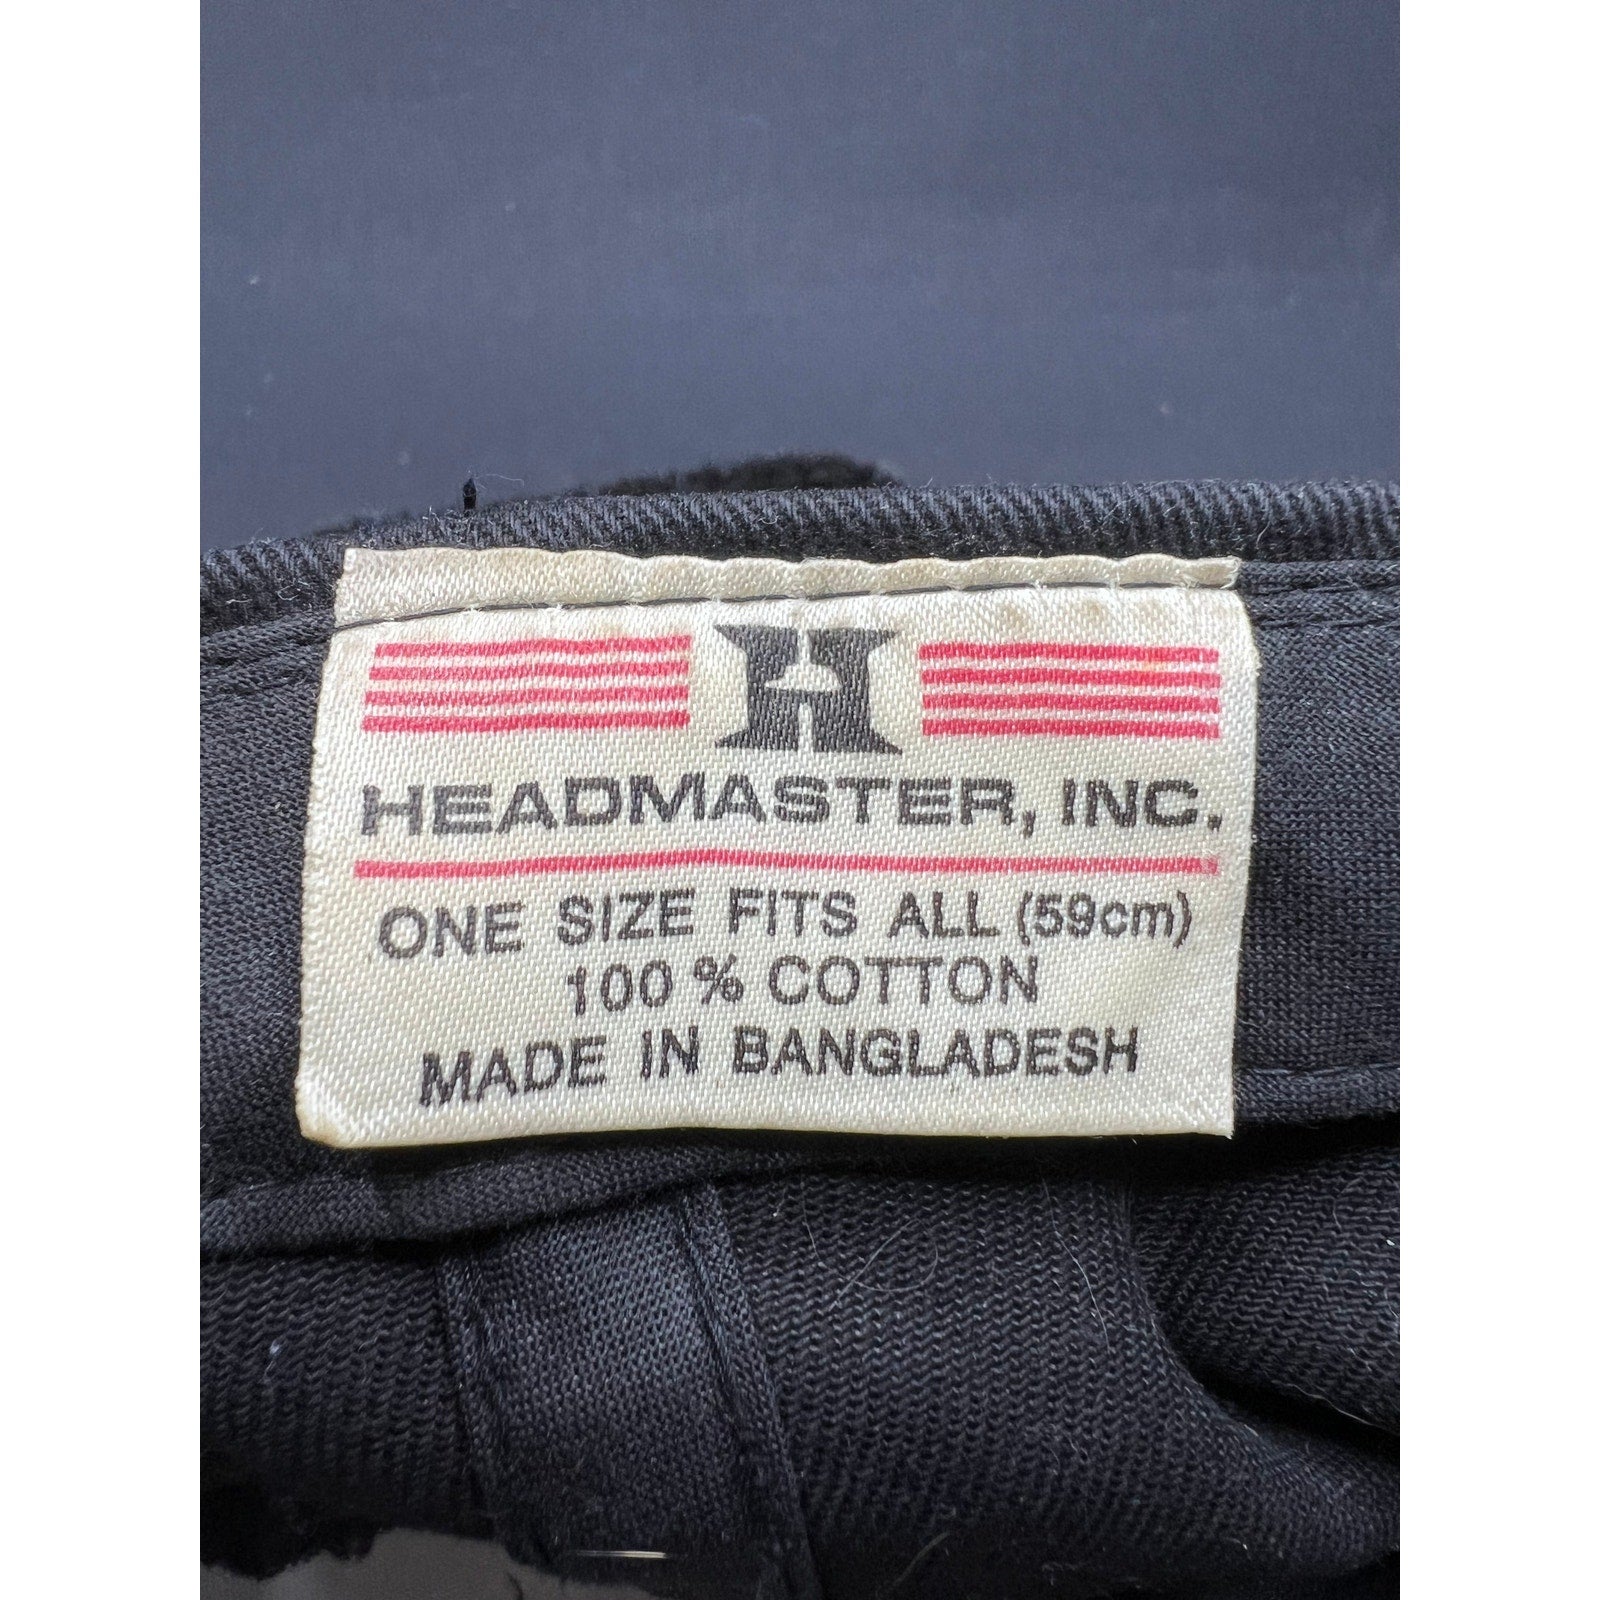 H
HEADMASTER, INC.
ONE SIZE FITS ALL (59cm)
100 % COTTON
MADE IN BANGLADESH